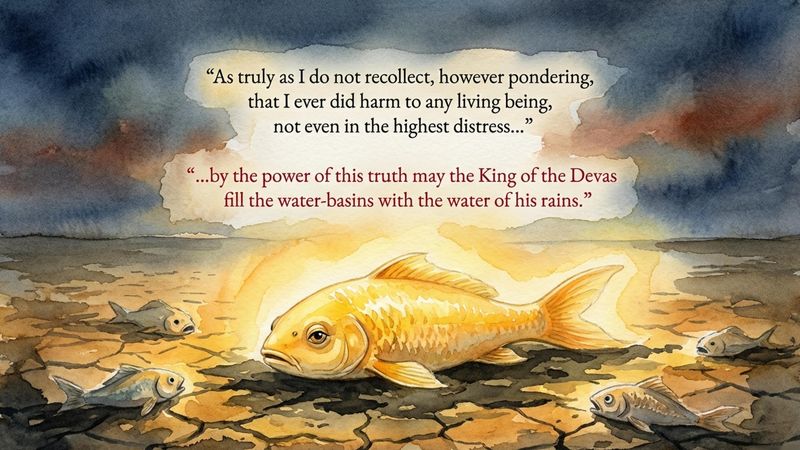 “As truly as I do not recollect, however pondering,
that I ever did harm to any living being,
not even in the highest distress...”
“...by the power of this truth may the King of the Devas
fill the water-basins with the water of his rains.”